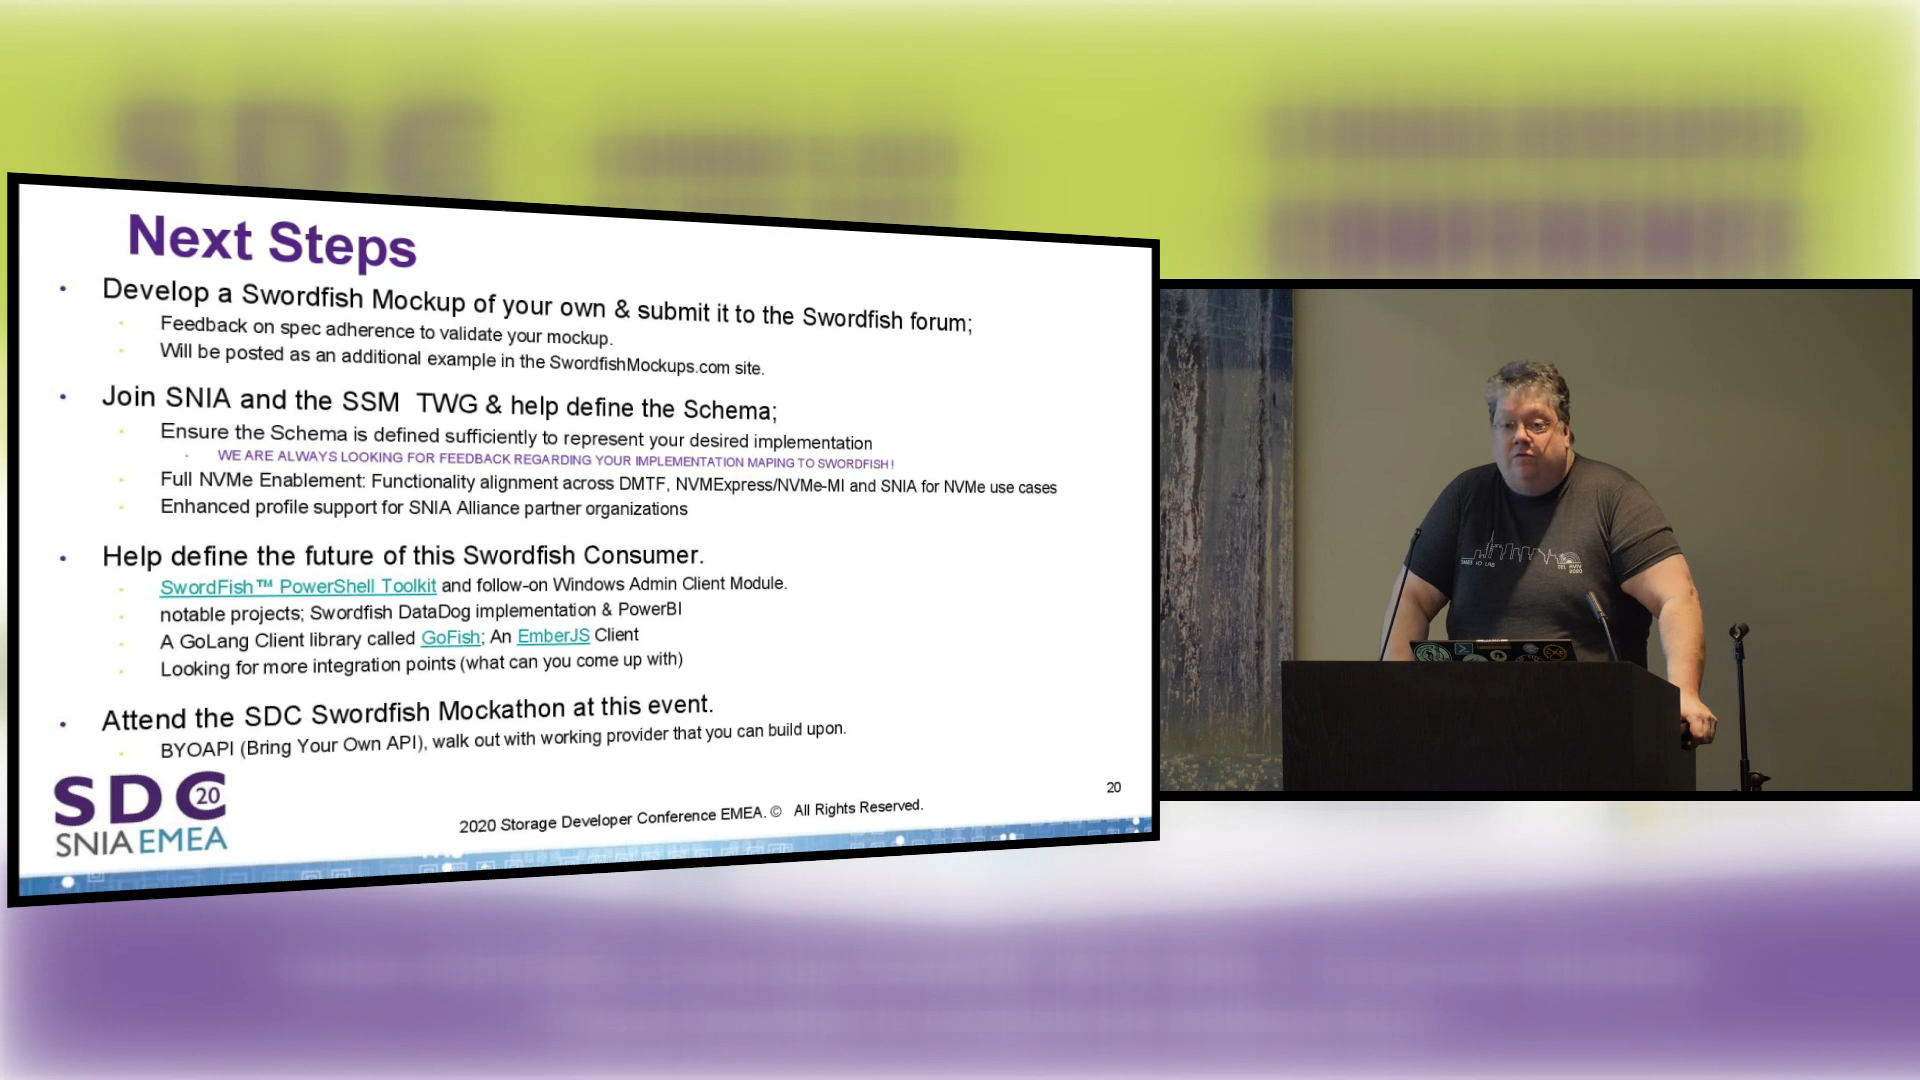 Next Steps
Develop a Swordfish Mockup of your own & submit it to the Swordfish forum;
Feedback on spec adherence to validate your mockup.
Will be posted as an additional example in the SwordfishMockups.com site.
Join SNIA and the SSM TWG & help define the Schema;
Ensure the Schema is defined sufficiently to represent your desired implementation
WE ARE ALWAYS LOOKING FOR FEEDBACK REGARDING YOUR IMPLEMENTATION MAPING TO SWORDFISH!
Full NVMe Enablement: Functionality alignment across DMTF, NVMExpress/NVMe-MI and SNIA for NVMe use cases
Enhanced profile support for SNIA Alliance partner organizations
Help define the future of this Swordfish Consumer.
SwordFish™ PowerShell Toolkit and follow-on Windows Admin Client Module.
notable projects; Swordfish DataDog implementation & PowerBI
A GoLang Client library called GoFish; An EmberJS Client
Looking for more integration points (what can you come up with)
Attend the SDC Swordfish Mockathon at this event.
BYOAPI (Bring Your Own API), walk out with working provider that you can build upon.
SDC 20
SNIA EMEA
2020 Storage Developer Conference EMEA. © All Rights Reserved.
20
SDC
TEL AVIV
2020